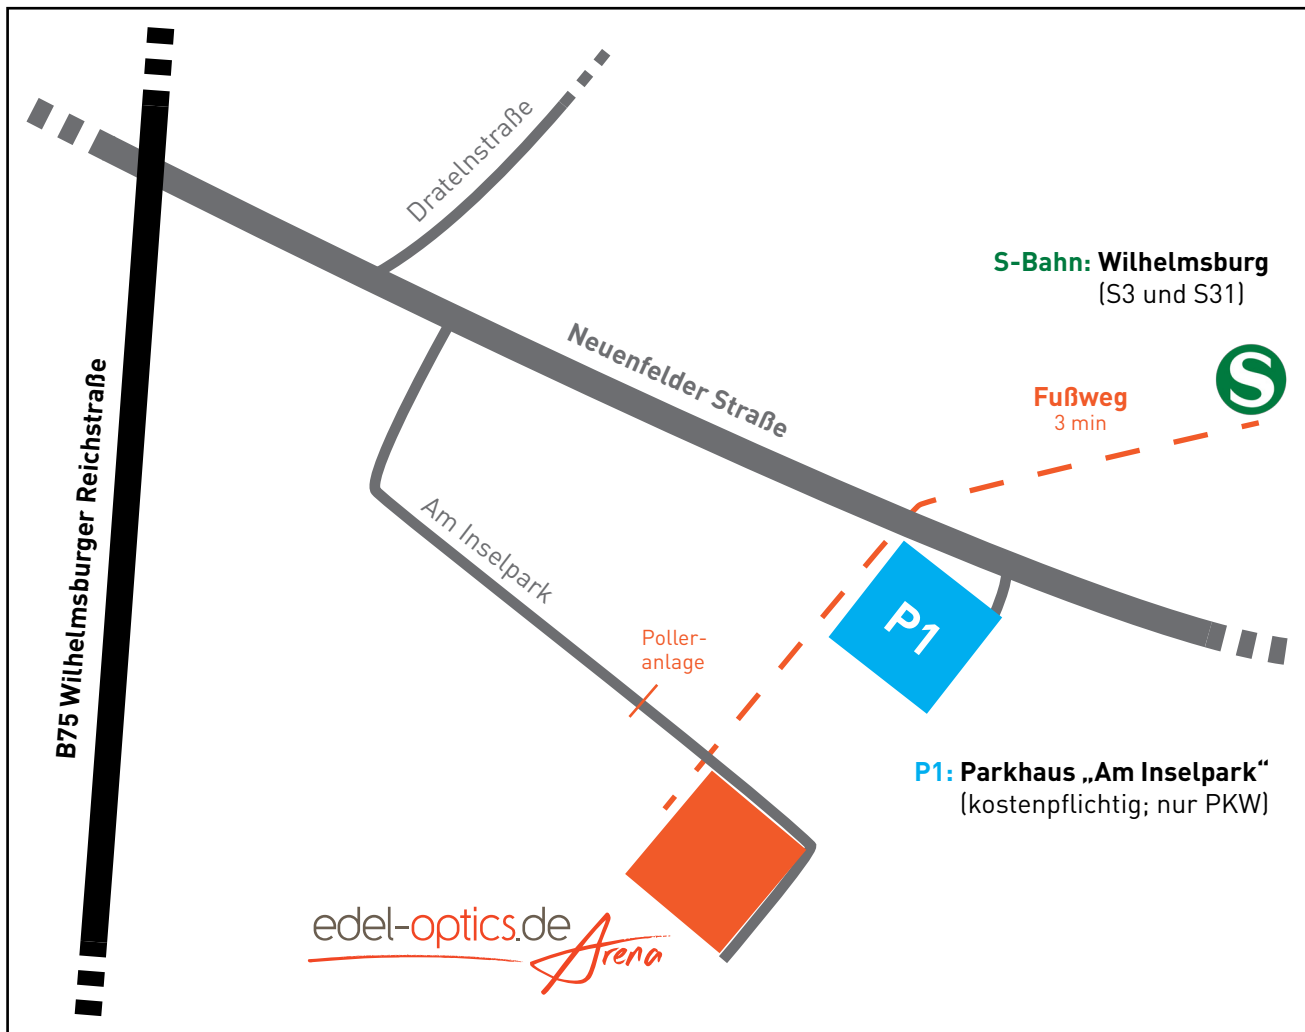 Dratelnstraße
S-Bahn: Wilhelmsburg
(S3 und S31)
Neuenfelder Straße
S
Fußweg
3 min
B75 Wilhelmsburger Reichstraße
Am Inselpark
P1
Poller-
anlage
P1: Parkhaus „Am Inselpark“
(kostenpflichtig; nur PKW)
edel-optics.de
Arena